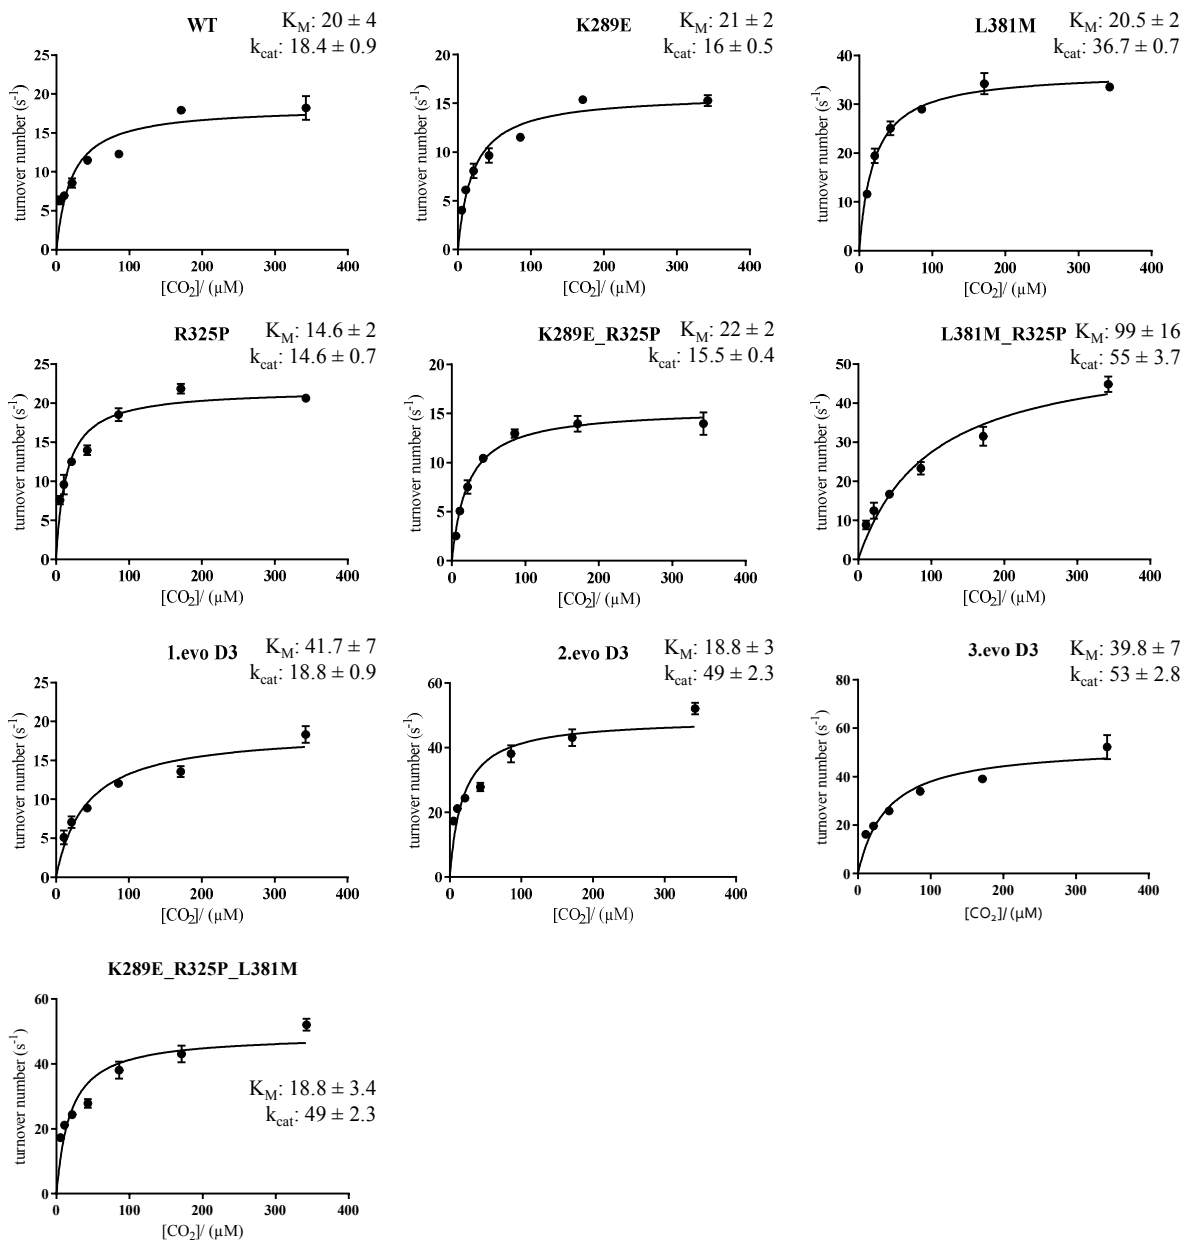 WT
K_M: 20 ± 4
k_cat: 18.4 ± 0.9
turnover number (s⁻¹)
25
20
15
10
5
0
0 100 200 300 400
[CO₂]/ (µM)
K289E
K_M: 21 ± 2
k_cat: 16 ± 0.5
turnover number (s⁻¹)
20
15
10
5
0
0 100 200 300 400
[CO₂]/ (µM)
L381M
K_M: 20.5 ± 2
k_cat: 36.7 ± 0.7
turnover number (s⁻¹)
40
30
20
10
0
0 100 200 300 400
[CO₂]/ (µM)
R325P
K_M: 14.6 ± 2
k_cat: 14.6 ± 0.7
turnover number (s⁻¹)
25
20
15
10
5
0
0 100 200 300 400
[CO₂]/ (µM)
K289E_R325P
K_M: 22 ± 2
k_cat: 15.5 ± 0.4
turnover number (s⁻¹)
20
15
10
5
0
0 100 200 300 400
[CO₂]/ (µM)
L381M_R325P
K_M: 99 ± 16
k_cat: 55 ± 3.7
turnover number (s⁻¹)
50
40
30
20
10
0
0 100 200 300 400
[CO₂]/ (µM)
1.evo D3
K_M: 41.7 ± 7
k_cat: 18.8 ± 0.9
turnover number (s⁻¹)
25
20
15
10
5
0
0 100 200 300 400
[CO₂]/ (µM)
2.evo D3
K_M: 18.8 ± 3
k_cat: 49 ± 2.3
turnover number (s⁻¹)
60
40
20
0
0 100 200 300 400
[CO₂]/ (µM)
3.evo D3
K_M: 39.8 ± 7
k_cat: 53 ± 2.8
turnover number (s⁻¹)
80
60
40
20
0
0 100 200 300 400
[CO₂]/ (µM)
K289E_R325P_L381M
K_M: 18.8 ± 3.4
k_cat: 49 ± 2.3
turnover number (s⁻¹)
60
40
20
0
0 100 200 300 400
[CO₂]/ (µM)